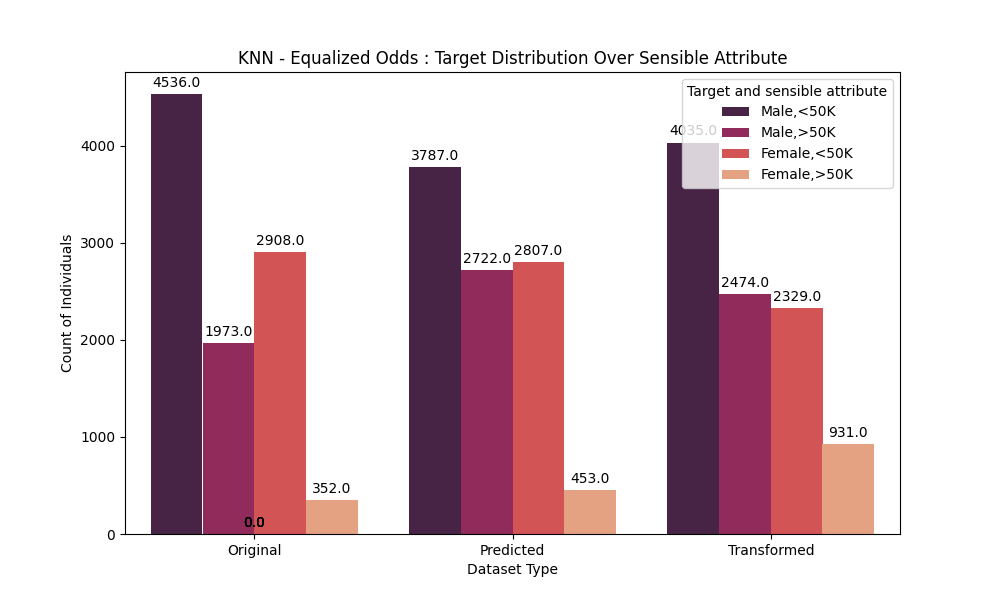 KNN - Equalized Odds : Target Distribution Over Sensible Attribute
Target and sensible attribute
Male,<50K
Male,>50K
Female,<50K
Female,>50K
4536.0
1973.0
2908.0
352.0
0.0
3787.0
2722.0
2807.0
453.0
4035.0
2474.0
2329.0
931.0
4000
3000
2000
1000
0
Count of Individuals
Original
Predicted
Transformed
Dataset Type